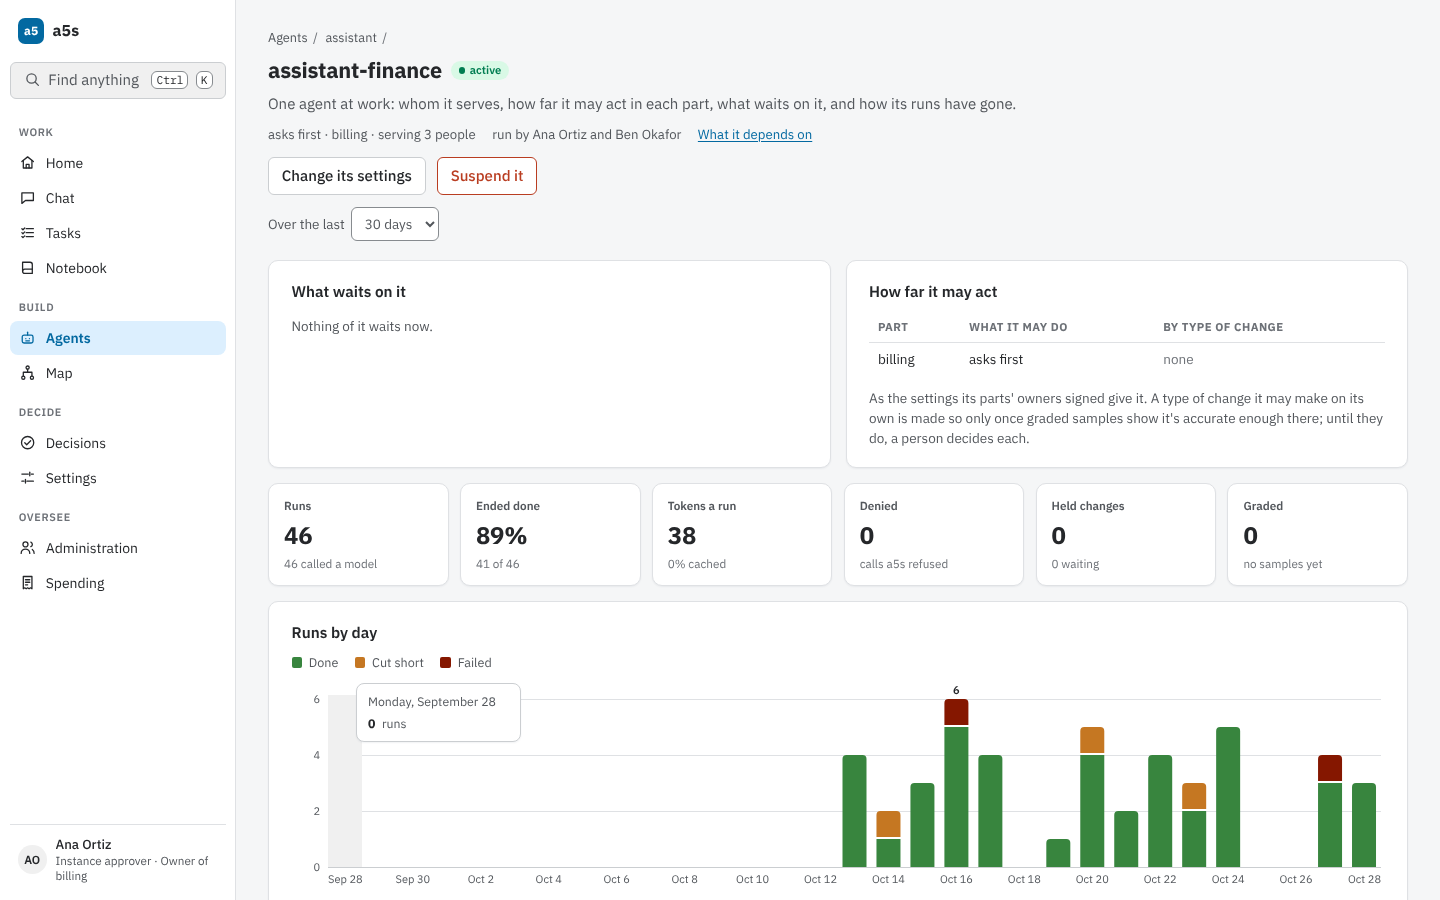 a5 a5s
Find anything Ctrl K
WORK
Home
Chat
Tasks
Notebook
BUILD
Agents
Map
DECIDE
Decisions
Settings
OVERSEE
Administration
Spending
AO
Ana Ortiz
Instance approver · Owner of
billing
Agents / assistant /
assistant-finance active
One agent at work: whom it serves, how far it may act in each part, what waits on it, and how its runs have gone.
asks first · billing · serving 3 people run by Ana Ortiz and Ben Okafor What it depends on
Change its settings Suspend it
Over the last 30 days
What waits on it
Nothing of it waits now.
How far it may act
PART WHAT IT MAY DO BY TYPE OF CHANGE
billing asks first none
As the settings its parts' owners signed give it. A type of change it may make on its
own is made so only once graded samples show it's accurate enough there; until they
do, a person decides each.
Runs
46
46 called a model
Ended done
89%
41 of 46
Tokens a run
38
0% cached
Denied
0
calls a5s refused
Held changes
0
0 waiting
Graded
0
no samples yet
Runs by day
Done Cut short Failed
Monday, September 28
0 runs
6
6
4
2
0
Sep 28 Sep 30 Oct 2 Oct 4 Oct 6 Oct 8 Oct 10 Oct 12 Oct 14 Oct 16 Oct 18 Oct 20 Oct 22 Oct 24 Oct 26 Oct 28